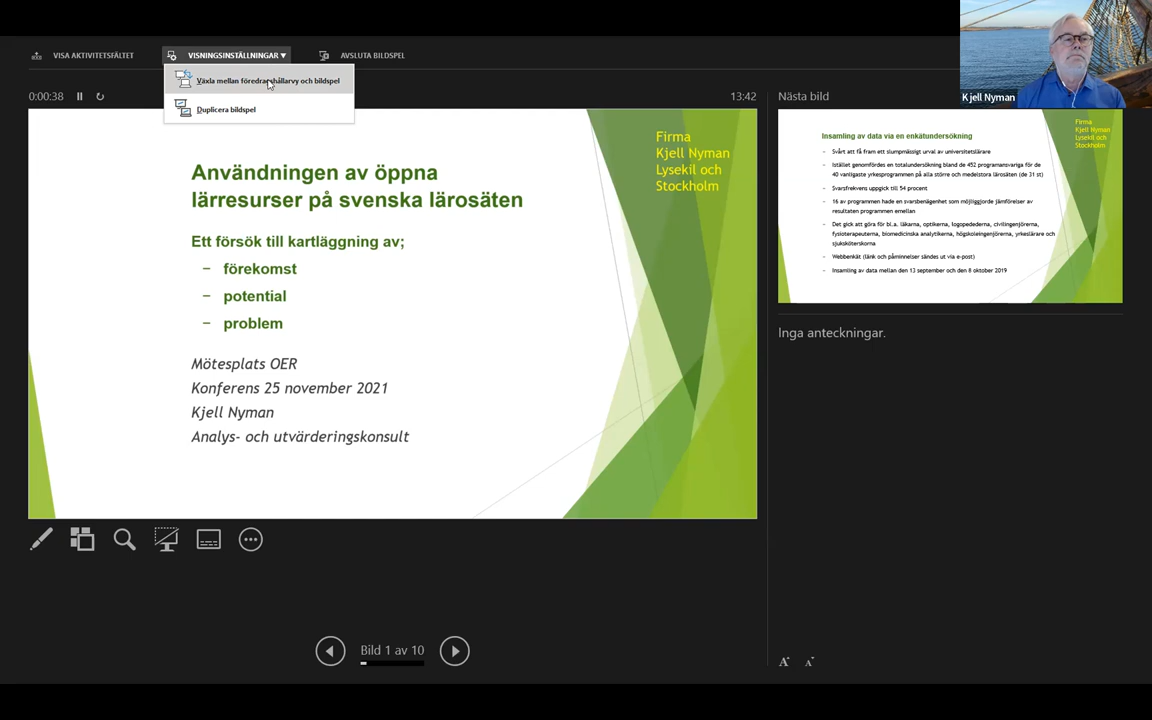 VISA AKTIVITETSFÄLTET
VISNINGSINSTÄLLNINGAR ▾
AVSLUTA BILDSPEL
Växla mellan föredragshållarvy och bildspel
Duplicera bildspel
Kjell Nyman
0:00:38
13:42
Användningen av öppna
lärresurser på svenska lärosäten
Ett försök till kartläggning av;
– förekomst
– potential
– problem
Mötesplats OER
Konferens 25 november 2021
Kjell Nyman
Analys- och utvärderingskonsult
Firma
Kjell Nyman
Lysekil och
Stockholm
Nästa bild
Insamling av data via en enkätundersökning
– Svårt att få fram ett slumpmässigt urval av universitetslärare
– Istället genomfördes en totalundersökning bland de 452 programansvariga för de
40 vanligaste yrkesprogrammen på alla större och medelstora lärosäten (de 31 st)
– Svarsfrekvens uppgick till 54 procent
– 16 av programmen hade en svarsbenägenhet som möjliggjorde jämförelser av
resultaten programmen emellan
– Det gick att göra för bl.a. läkarna, optikerna, logopederna, civilingenjörerna,
fysioterapeuterna, biomedicinska analytikerna, högskoleingenjörerna, yrkeslärare och
sjuksköterskorna
– Webbenkät (länk och påminnelser sändes ut via e-post)
– Insamling av data mellan den 13 september och den 8 oktober 2019
Firma
Kjell Nyman
Lysekil och
Stockholm
Inga anteckningar.
Bild 1 av 10
A A